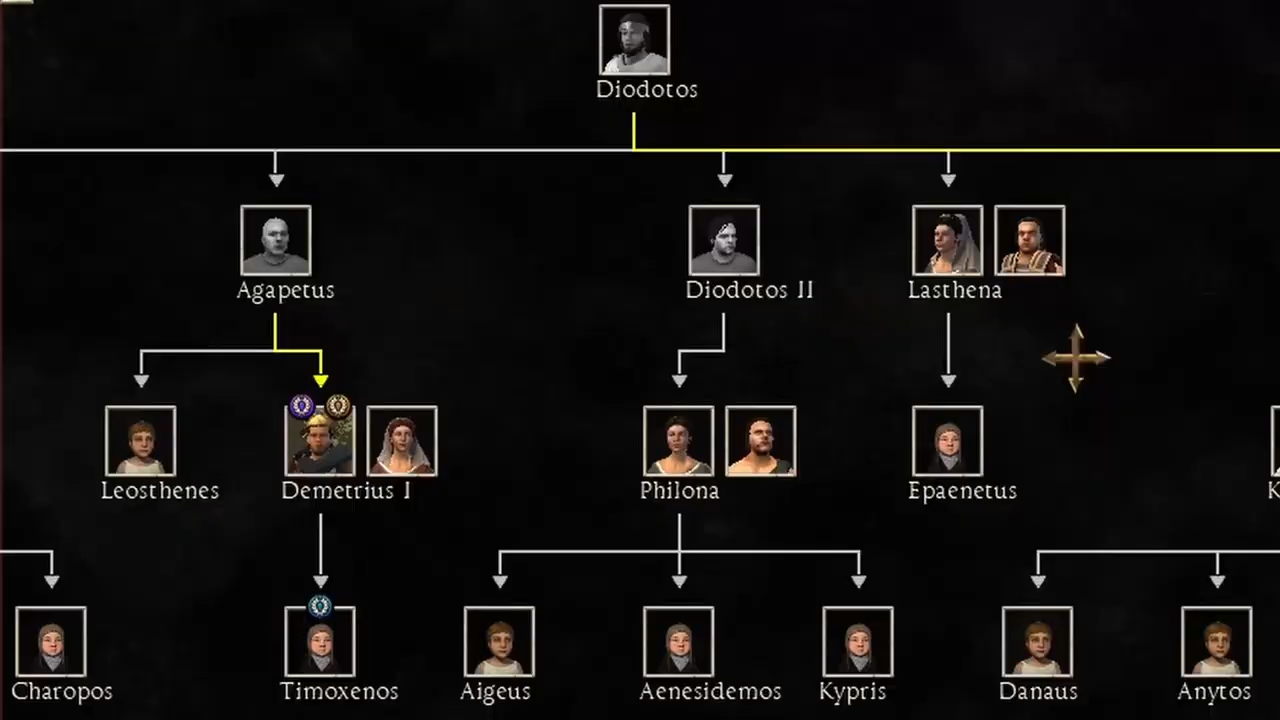 Diodotos
Agapetus
Diodotos II
Lasthena
Leosthenes
Demetrius I
Philona
Epaenetus
K
Charopos
Timoxenos
Aigeus
Aenesidemos
Kypris
Danaus
Anytos